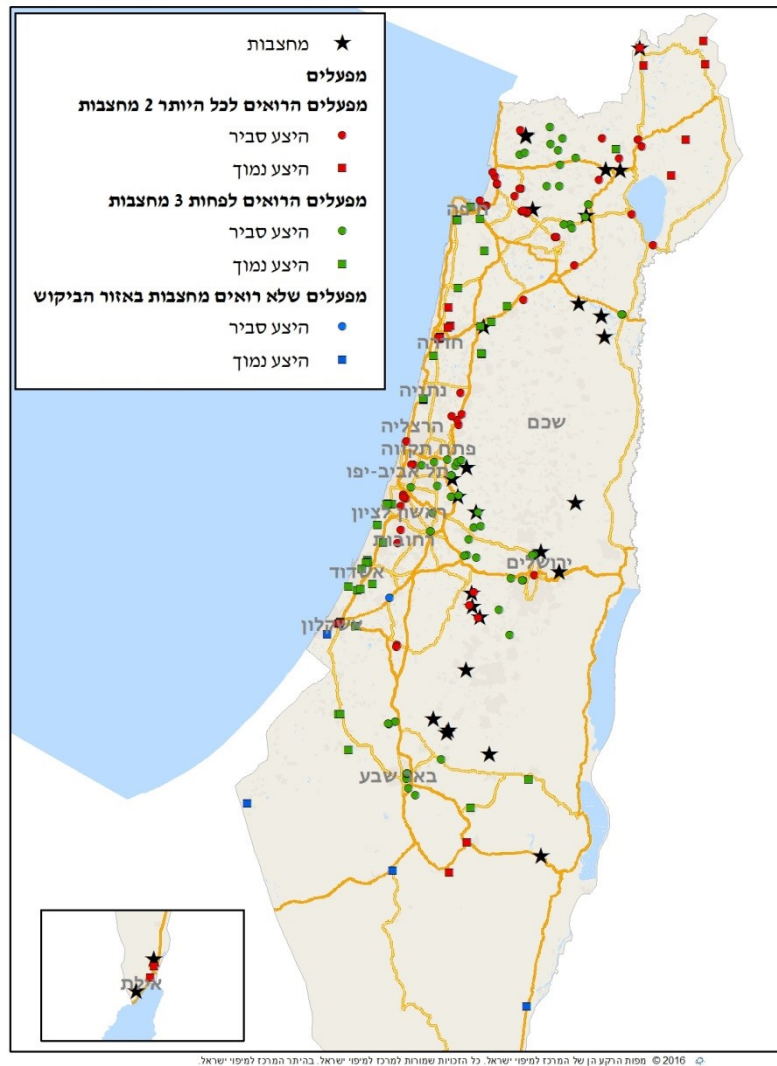 מחצבות
מפעלים
מפעלים הרואים לכל היותר 2 מחצבות
היצע סביר
היצע נמוך
מפעלים הרואים לפחות 3 מחצבות
היצע סביר
היצע נמוך
מפעלים שלא רואים מחצבות באזור הביקוש
היצע סביר
היצע נמוך
חיפה
חדרה
נתניה
שכם
הרצליה
פתח תקווה
תל אביב-יפו
ראשון לציון
רחובות
ירושלים
אשדוד
אשקלון
באר שבע
אילת
2016 © מפות הרקע הן של המרכז למיפוי ישראל. כל הזכויות שמורות למרכז למיפוי ישראל. בהיתר המרכז למיפוי ישראל.